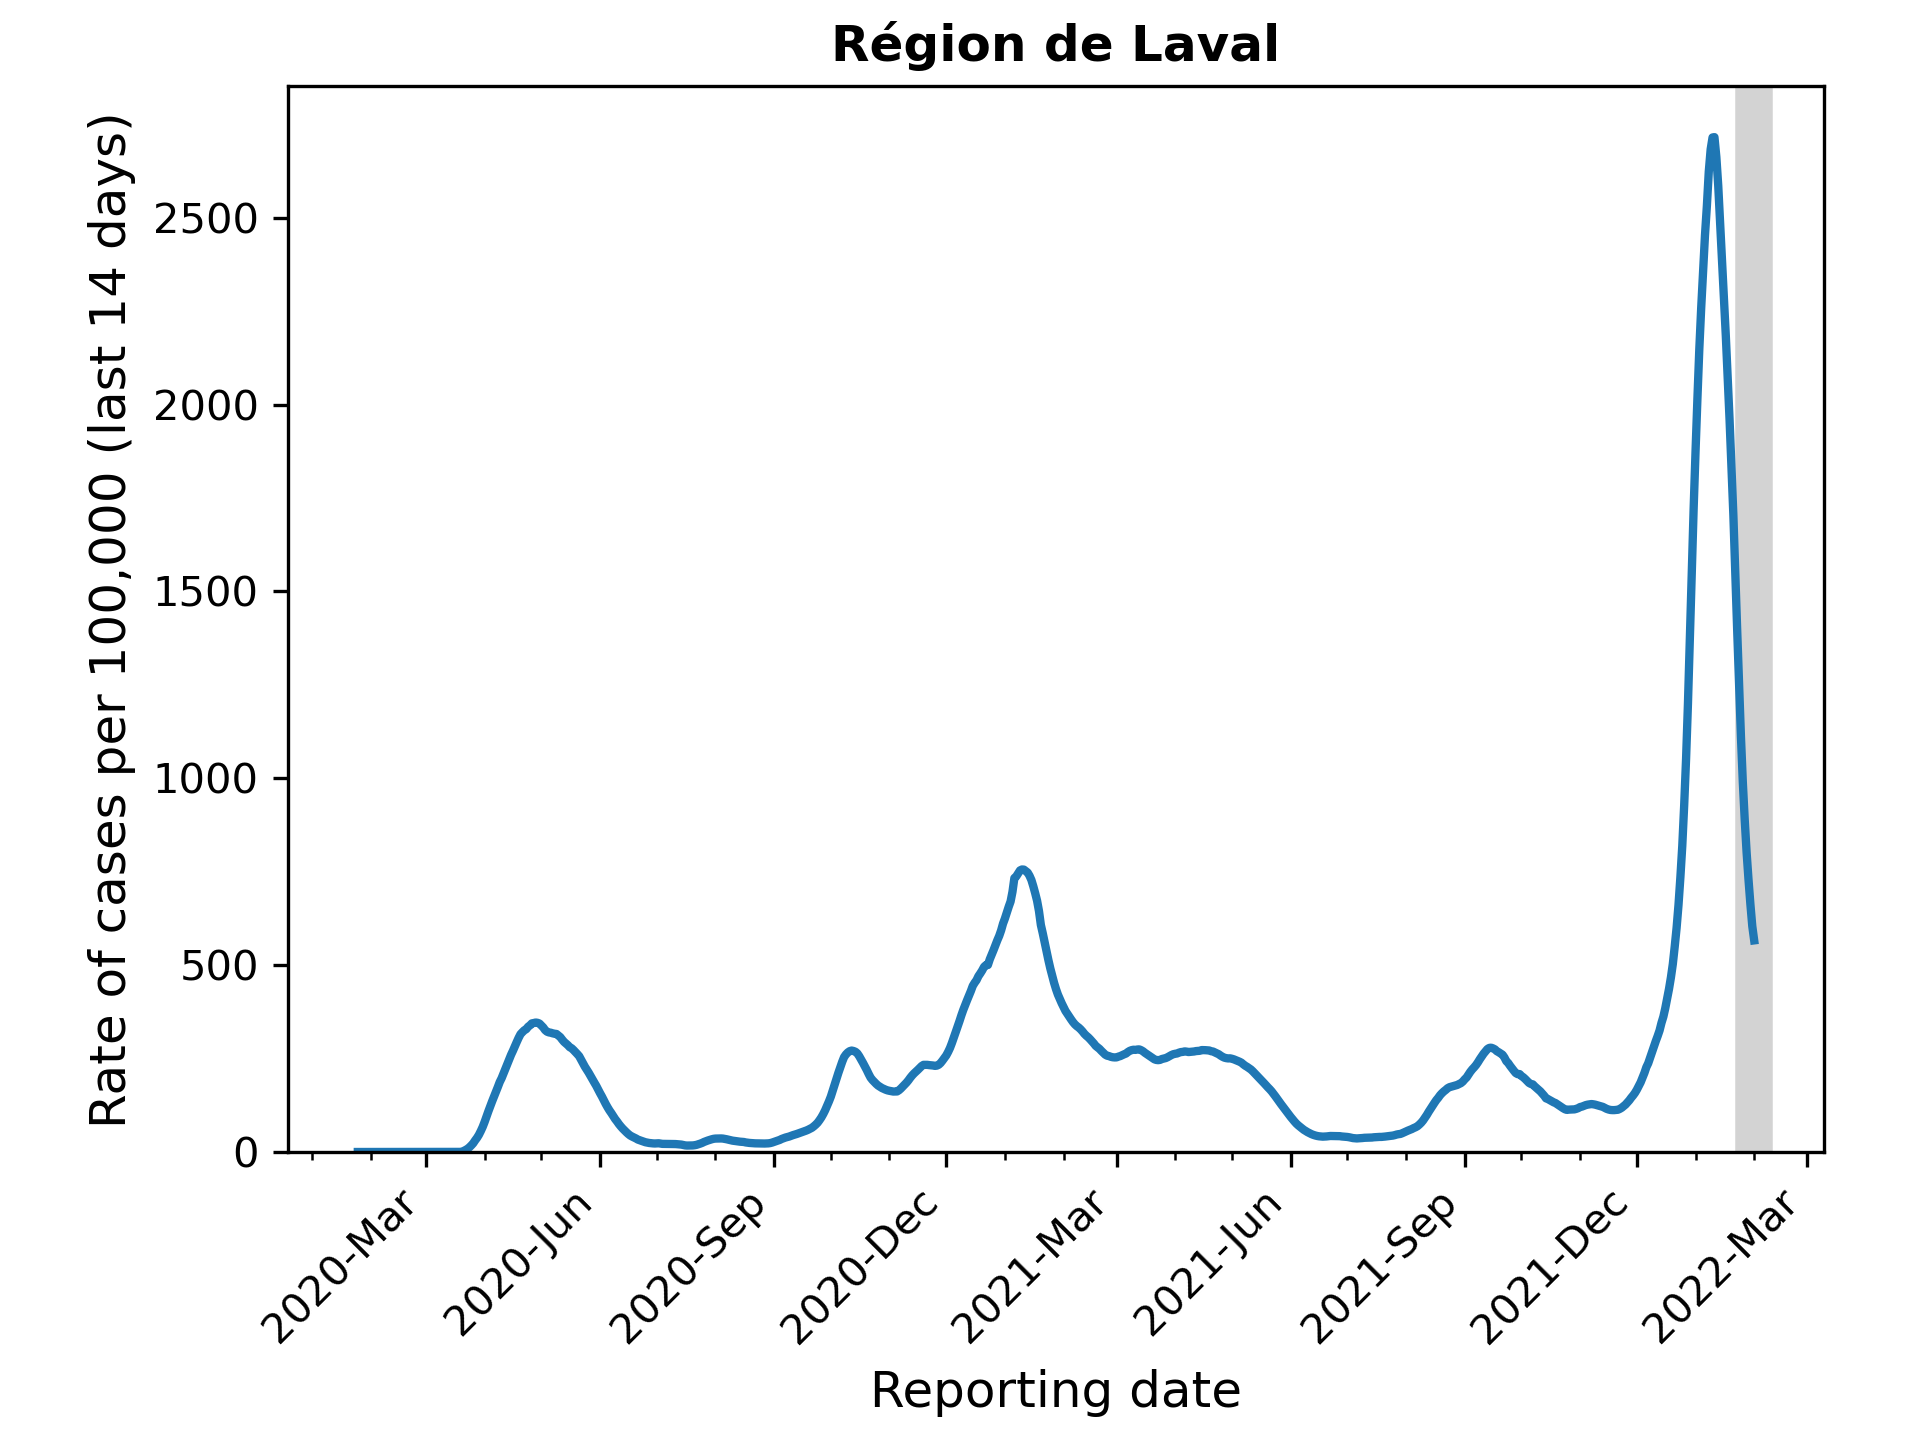 Région de Laval
Rate of cases per 100,000 (last 14 days)
2500
2000
1500
1000
500
0
2020-Mar
2020-Jun
2020-Sep
2020-Dec
2021-Mar
2021-Jun
2021-Sep
2021-Dec
2022-Mar
Reporting date